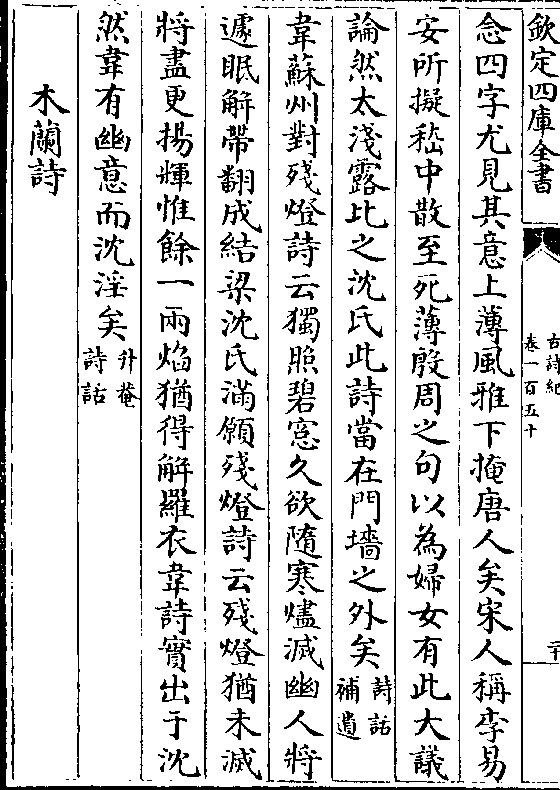 欽定四庫全書
古詩紀
卷一百五十
二十
念四字尤見其意上薄風雅下掩唐人矣宋人稱李易
安所擬嵇中散至死薄殷周之句以為婦女有此大議
論然太淺露比之沈氏此詩當在門墻之外矣詩話補遺
韋蘇州對殘燈詩云獨照碧窓久欲隨寒燼滅幽人將
遽眠解帶翻成結梁沈氏滿願殘燈詩云殘燈猶未滅
將盡更揚輝惟餘一兩焰猶得解羅衣韋詩實出于沈
然韋有幽意而沈淫矣升菴詩話
木蘭詩